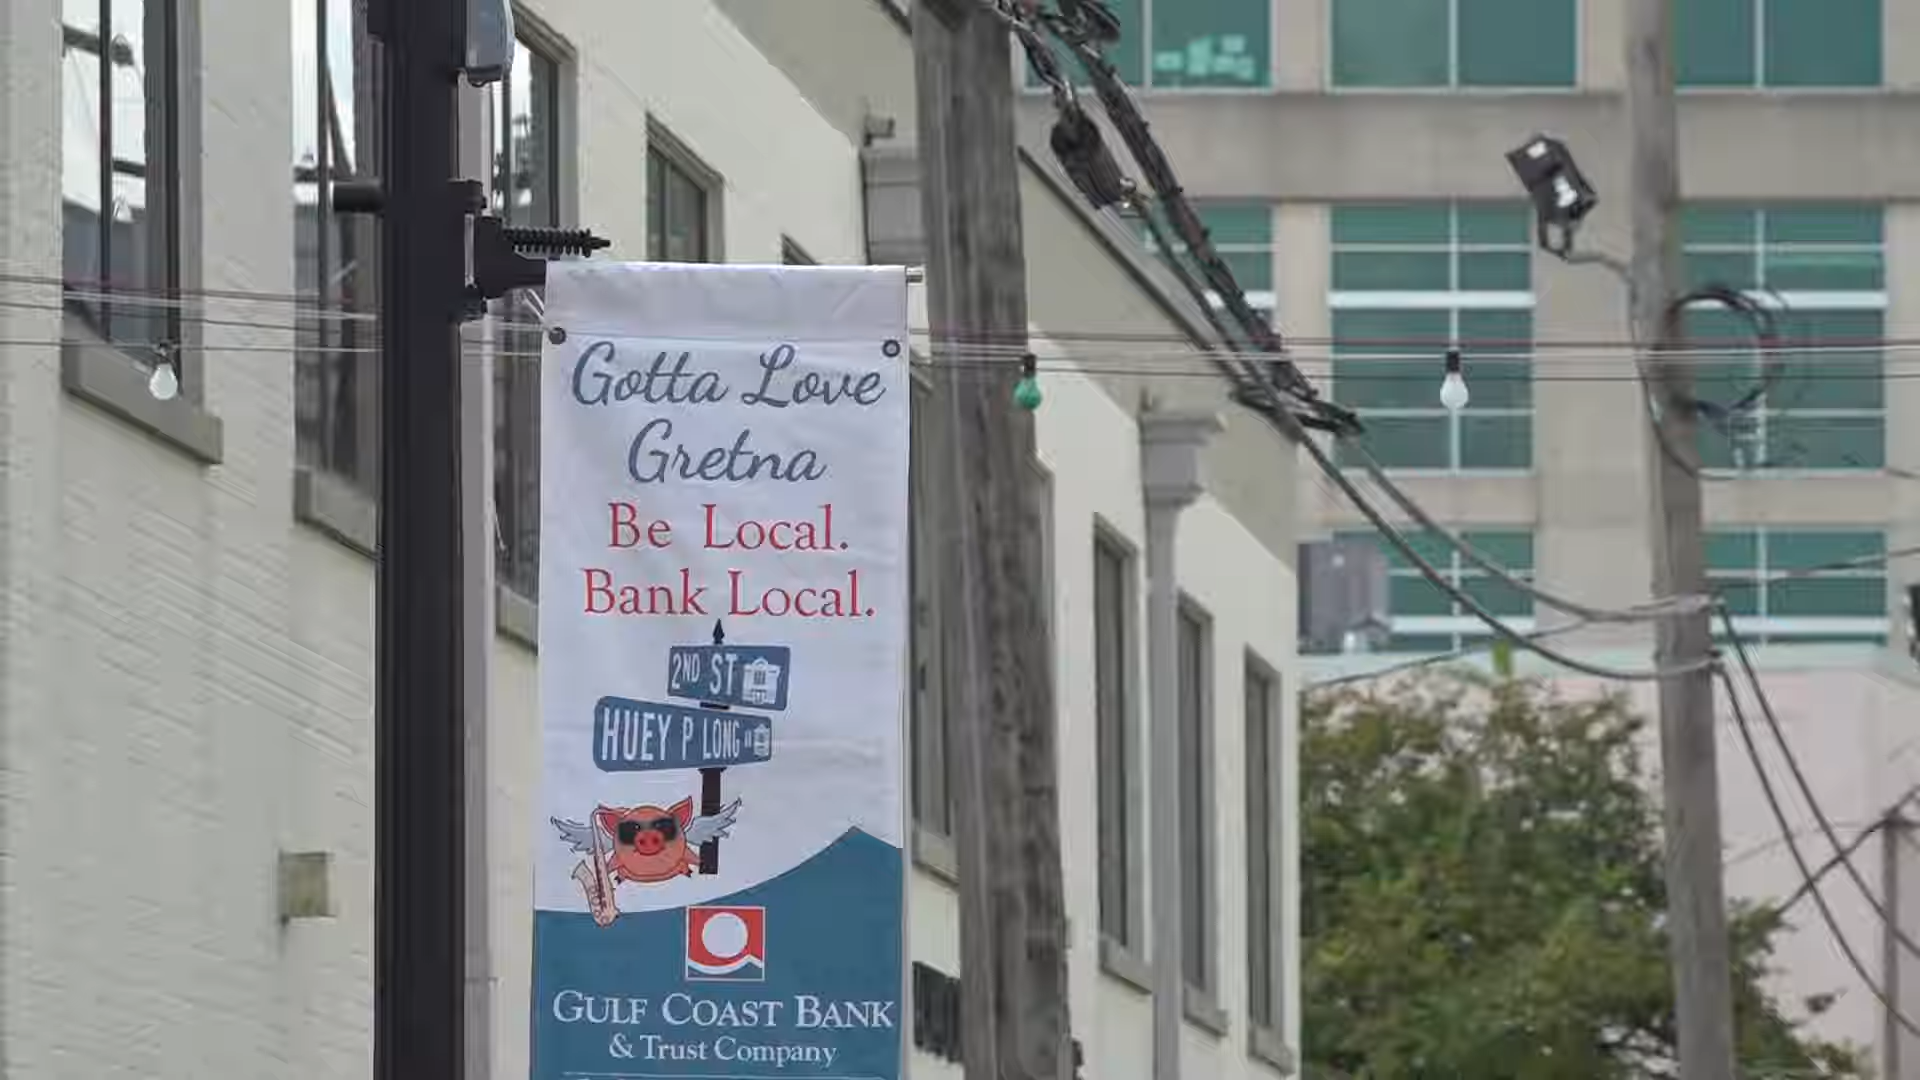 Gotta Love
Gretna
Be Local.
Bank Local.
2ND ST
HUEY P LONG
GULF COAST BANK
& Trust Company